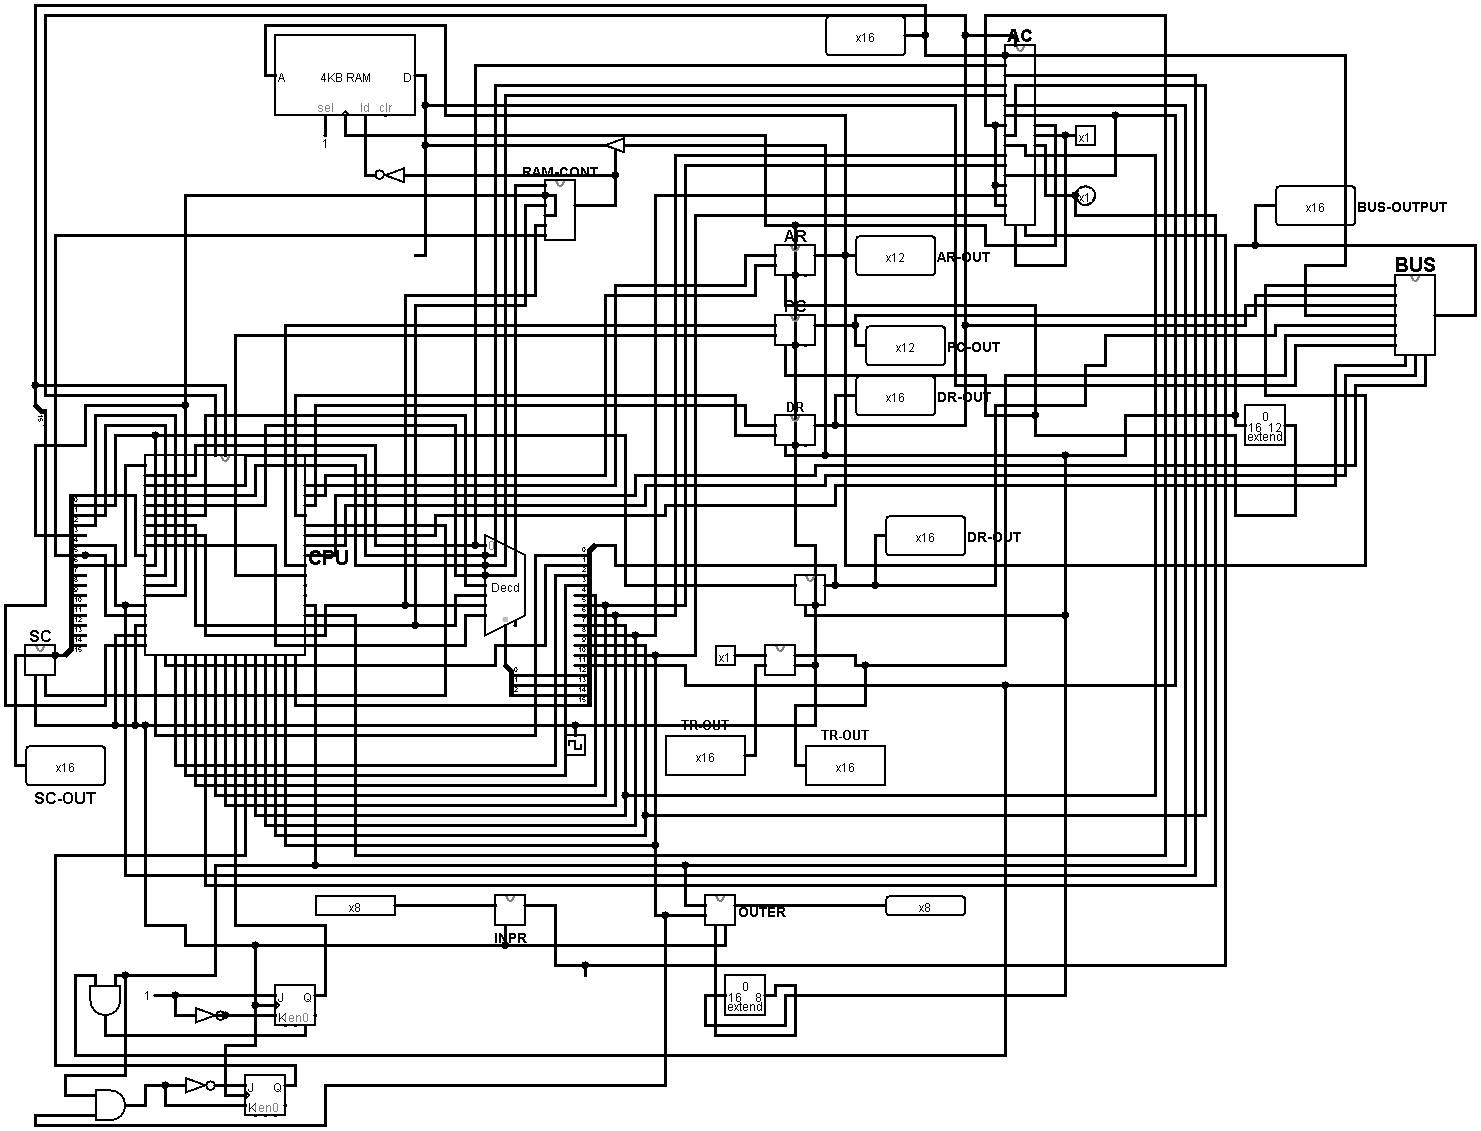 x16
AC
A 4KB RAM D
sel ld clr
1
x1
RAM-CONT
x1
x16 BUS-OUTPUT
AR
x12 AR-OUT
BUS
PC
x12 PC-OUT
x16 DR-OUT
DR
0
16 12
extend
CPU
x16 DR-OUT
0
Decd
SC
x1
TR-OUT
x16
TR-OUT
x16
x16
SC-OUT
x8
INPR
OUTER
x8
0
16 8
extend
1
J Q
K en0
J Q
K en0